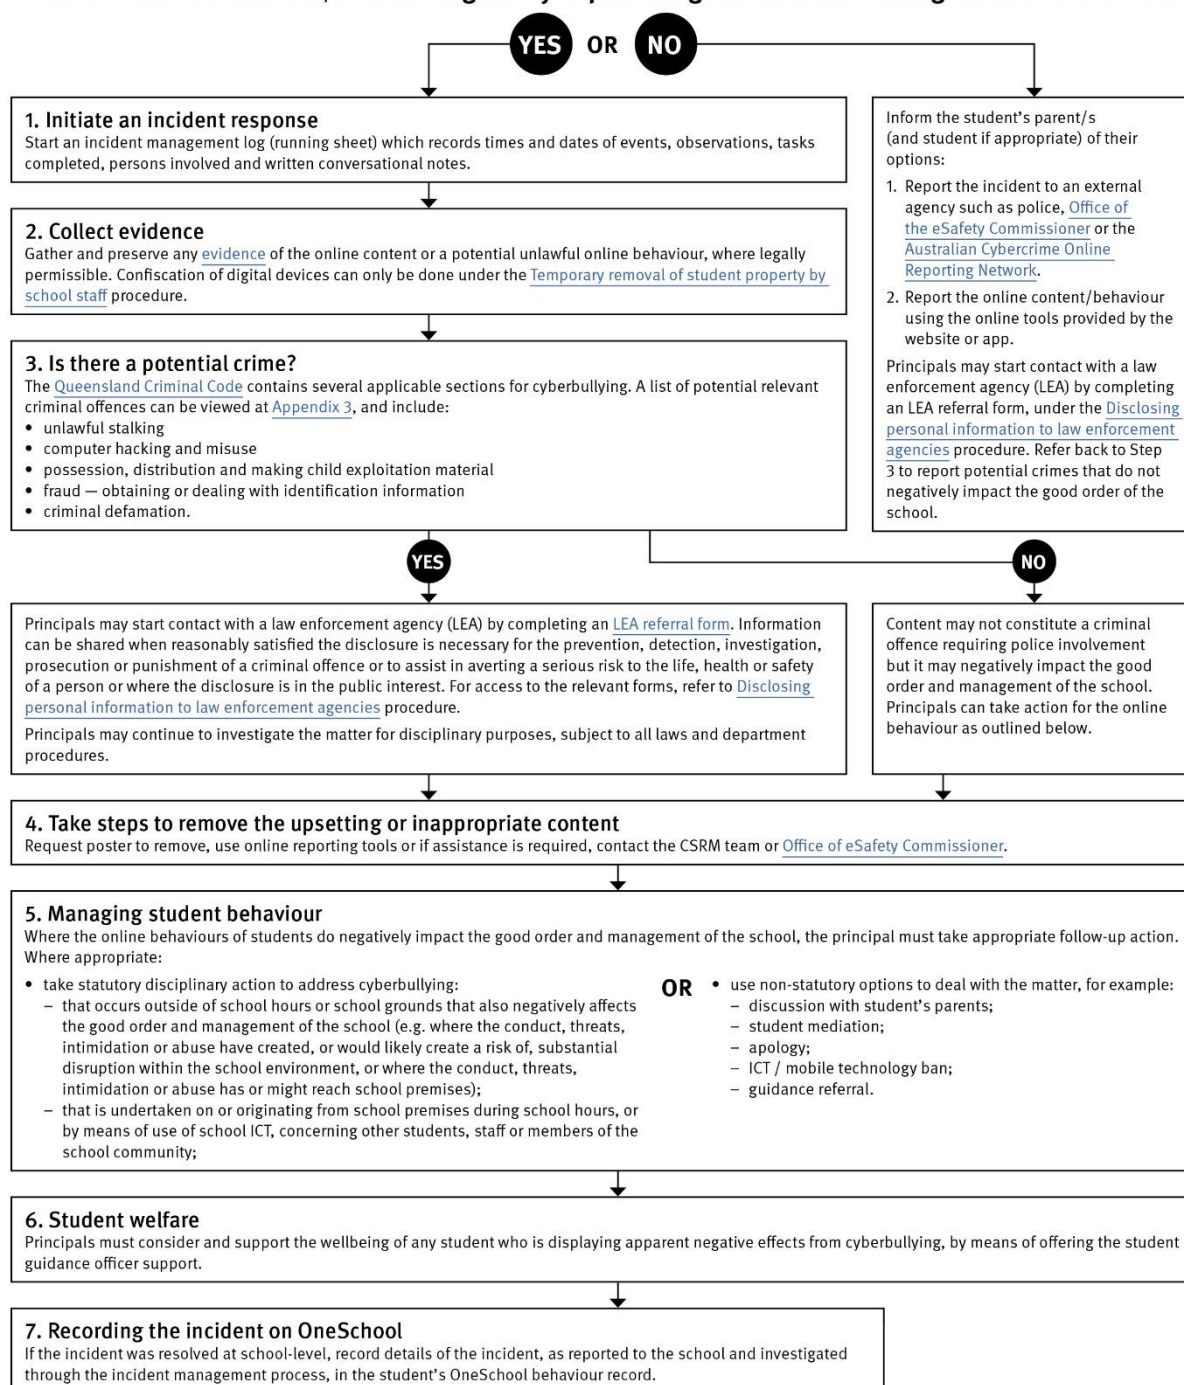 YES OR NO
1. Initiate an incident response
Start an incident management log (running sheet) which records times and dates of events, observations, tasks
completed, persons involved and written conversational notes.
2. Collect evidence
Gather and preserve any evidence of the online content or a potential unlawful online behaviour, where legally
permissible. Confiscation of digital devices can only be done under the Temporary removal of student property by
school staff procedure.
3. Is there a potential crime?
The Queensland Criminal Code contains several applicable sections for cyberbullying. A list of potential relevant
criminal offences can be viewed at Appendix 3, and include:
• unlawful stalking
• computer hacking and misuse
• possession, distribution and making child exploitation material
• fraud — obtaining or dealing with identification information
• criminal defamation.
Inform the student's parent/s
(and student if appropriate) of their
options:
1. Report the incident to an external
agency such as police, Office of
the eSafety Commissioner or the
Australian Cybercrime Online
Reporting Network.
2. Report the online content/behaviour
using the online tools provided by the
website or app.
Principals may start contact with a law
enforcement agency (LEA) by completing
an LEA referral form, under the Disclosing
personal information to law enforcement
agencies procedure. Refer back to Step
3 to report potential crimes that do not
negatively impact the good order of the
school.
YES
NO
Principals may start contact with a law enforcement agency (LEA) by completing an LEA referral form. Information
can be shared when reasonably satisfied the disclosure is necessary for the prevention, detection, investigation,
prosecution or punishment of a criminal offence or to assist in averting a serious risk to the life, health or safety
of a person or where the disclosure is in the public interest. For access to the relevant forms, refer to Disclosing
personal information to law enforcement agencies procedure.
Principals may continue to investigate the matter for disciplinary purposes, subject to all laws and department
procedures.
Content may not constitute a criminal
offence requiring police involvement
but it may negatively impact the good
order and management of the school.
Principals can take action for the online
behaviour as outlined below.
4. Take steps to remove the upsetting or inappropriate content
Request poster to remove, use online reporting tools or if assistance is required, contact the CSRM team or Office of eSafety Commissioner.
5. Managing student behaviour
Where the online behaviours of students do negatively impact the good order and management of the school, the principal must take appropriate follow-up action.
Where appropriate:
• take statutory disciplinary action to address cyberbullying:
– that occurs outside of school hours or school grounds that also negatively affects
the good order and management of the school (e.g. where the conduct, threats,
intimidation or abuse have created, or would likely create a risk of, substantial
disruption within the school environment, or where the conduct, threats,
intimidation or abuse has or might reach school premises);
– that is undertaken on or originating from school premises during school hours, or
by means of use of school ICT, concerning other students, staff or members of the
school community;
OR
• use non-statutory options to deal with the matter, for example:
– discussion with student's parents;
– student mediation;
– apology;
– ICT / mobile technology ban;
– guidance referral.
6. Student welfare
Principals must consider and support the wellbeing of any student who is displaying apparent negative effects from cyberbullying, by means of offering the student
guidance officer support.
7. Recording the incident on OneSchool
If the incident was resolved at school-level, record details of the incident, as reported to the school and investigated
through the incident management process, in the student's OneSchool behaviour record.